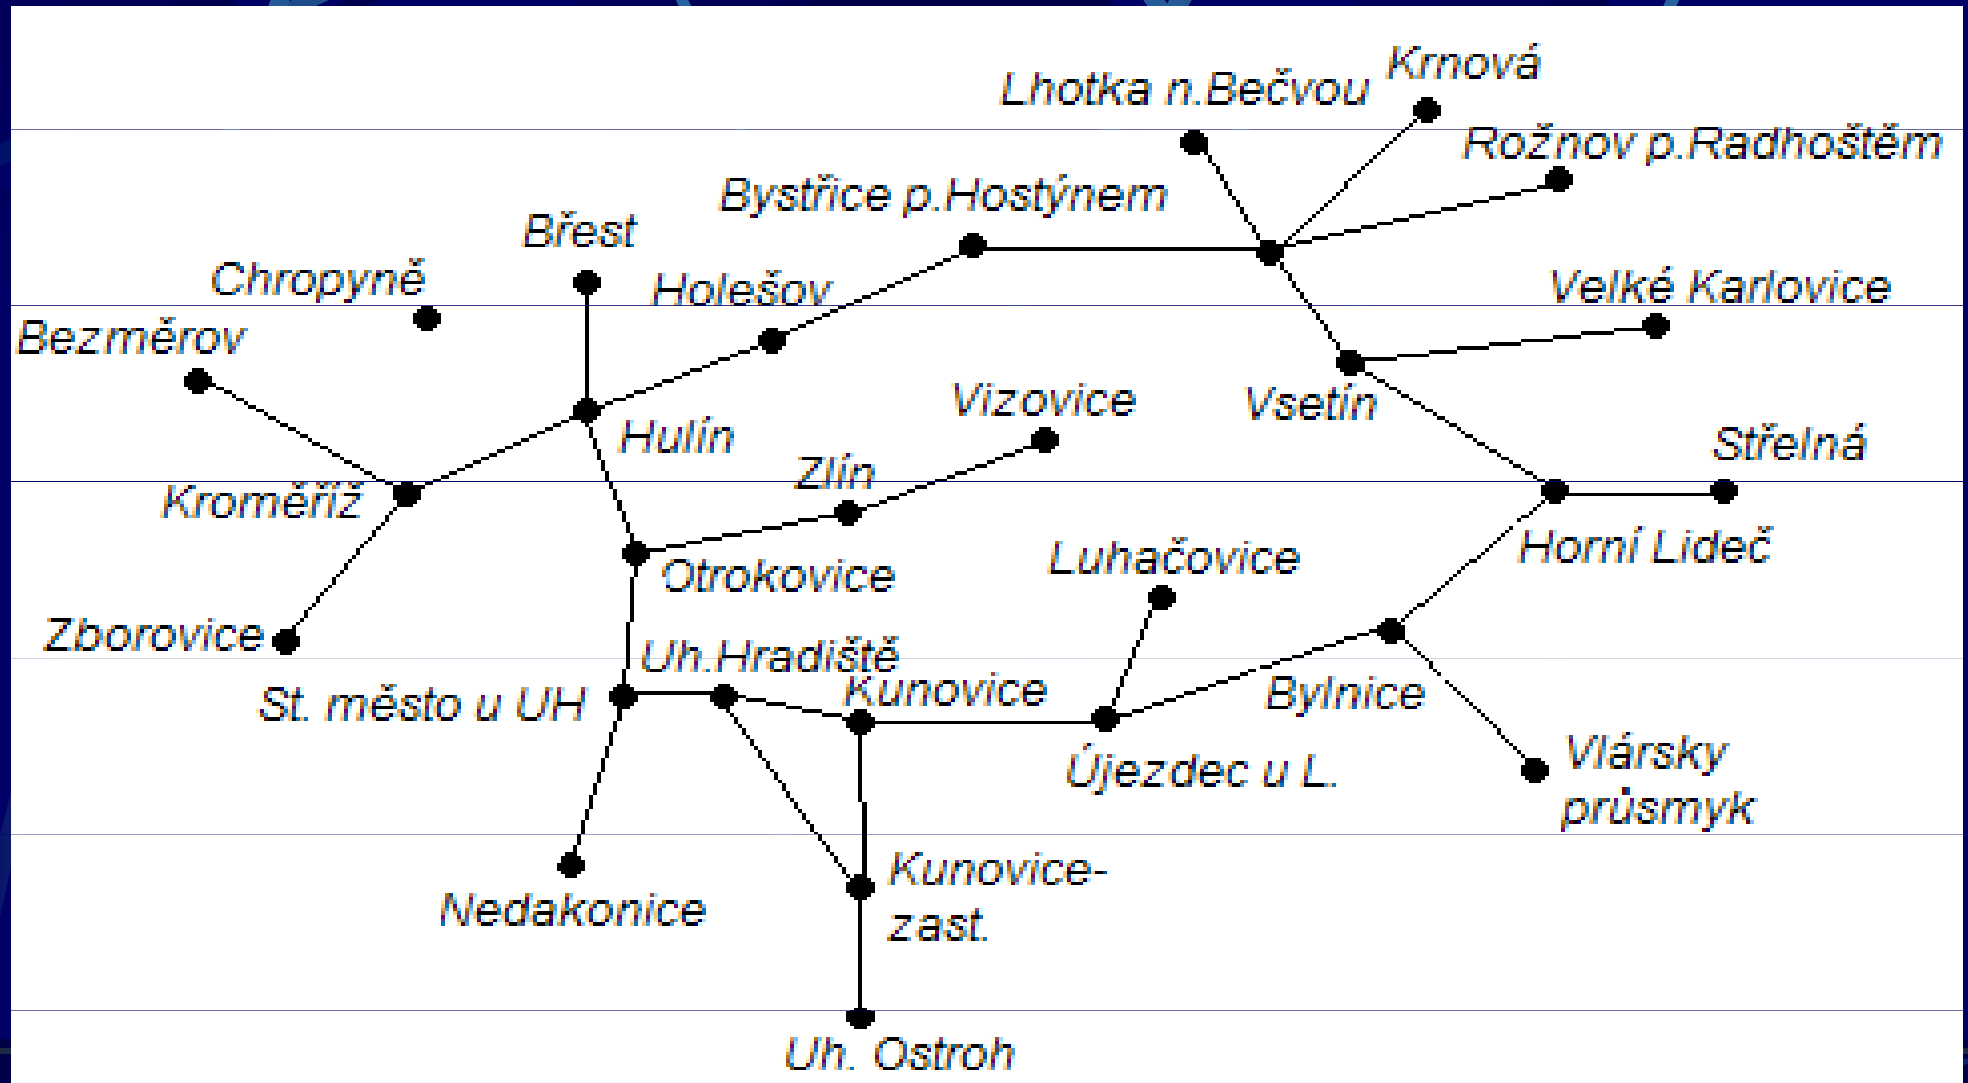 Krnová
Lhotka n.Bečvou
Rožnov p.Radhoštěm
Bystřice p.Hostýnem
Břest
Chropyně
Holešov
Velké Karlovice
Bezměrov
Vizovice
Vsetín
Hulín
Střelná
Zlín
Kroměříž
Horní Lideč
Luhačovice
Otrokovice
Zborovice
Uh.Hradiště
Kunovice
Bylnice
St. město u UH
Vlársky
průsmyk
Újezdec u L.
Kunovice-
zast.
Nedakonice
Uh. Ostroh